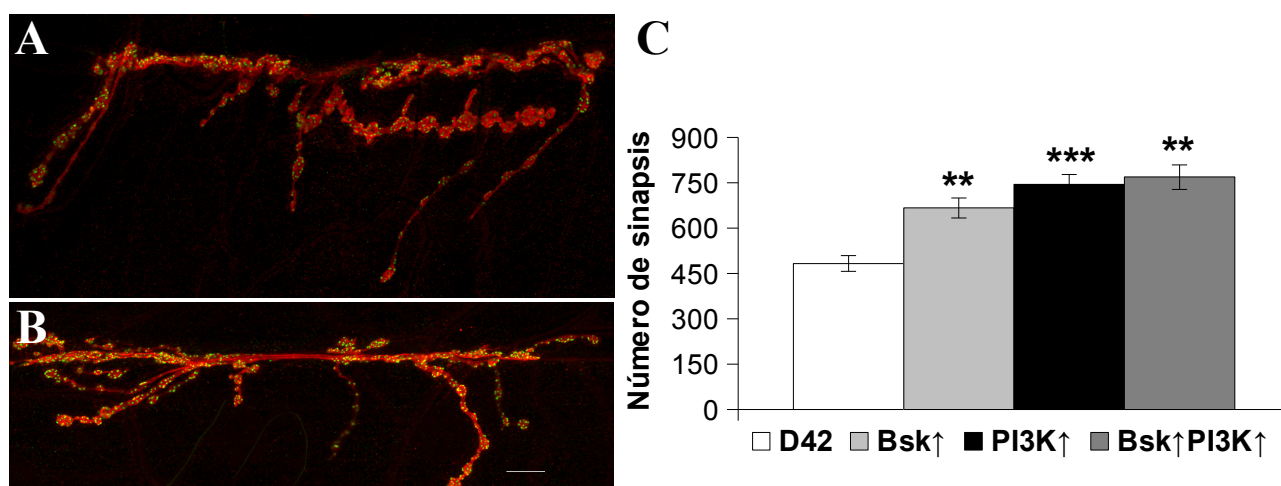 A
B
C
Número de sinapsis
900
750
600
450
300
150
0
**
***
**
D42 Bsk↑ PI3K↑ Bsk↑PI3K↑